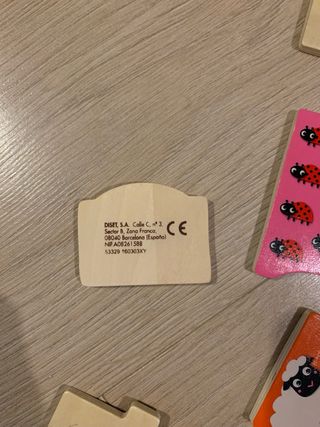 DISET, S.A. Calle C, nº 3,
Sector B, Zona Franca,
08040 Barcelona (España)
NIF.A08261588
53329 160303XY
CE